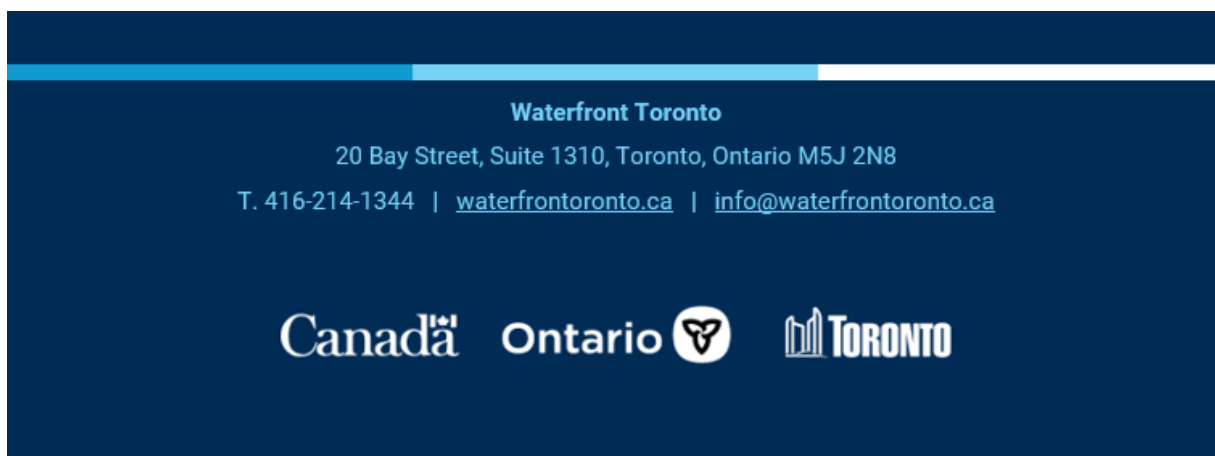 Waterfront Toronto
20 Bay Street, Suite 1310, Toronto, Ontario M5J 2N8
T. 416-214-1344 | waterfrontoronto.ca | info@waterfrontoronto.ca
Canada Ontario TORONTO